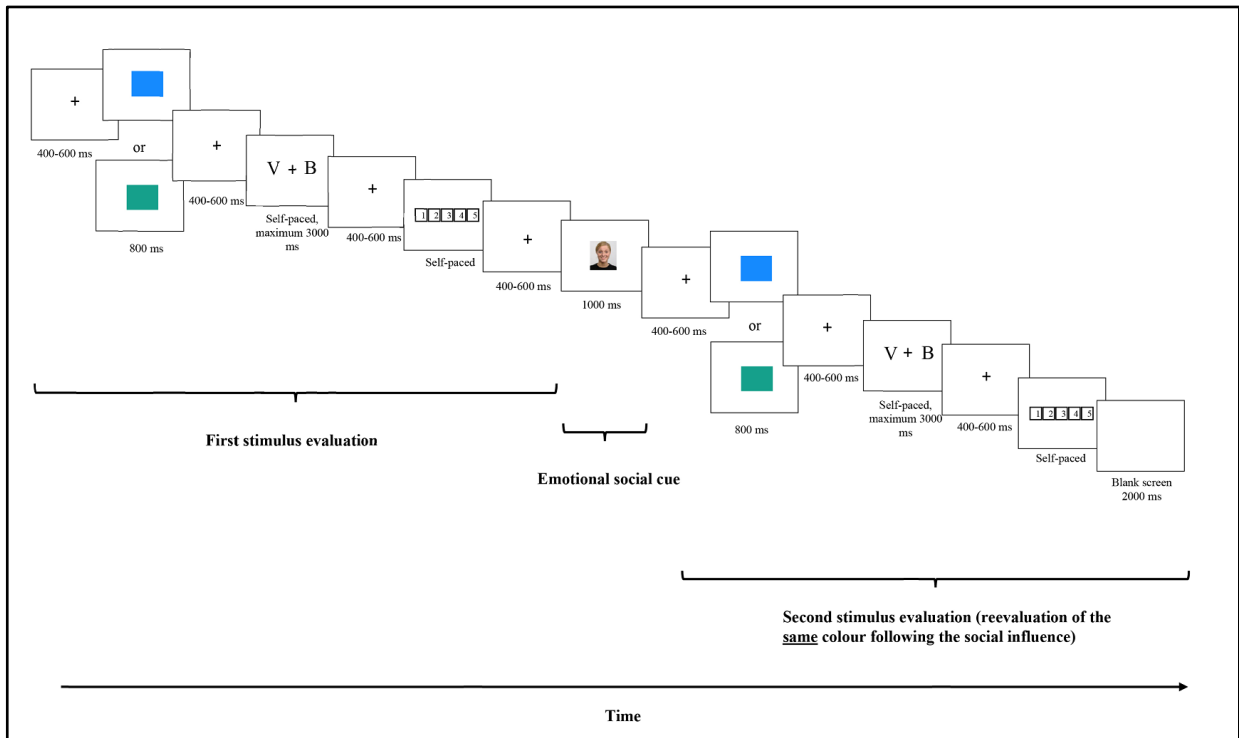 +
400-600 ms
or
800 ms
+
400-600 ms
V + B
Self-paced,
maximum 3000
ms
+
400-600 ms
1 2 3 4 5
Self-paced
+
400-600 ms
1000 ms
+
400-600 ms
or
800 ms
+
400-600 ms
V + B
Self-paced,
maximum 3000
ms
+
400-600 ms
1 2 3 4 5
Self-paced
Blank screen
2000 ms
First stimulus evaluation
Emotional social cue
Second stimulus evaluation (reevaluation of the
same colour following the social influence)
Time